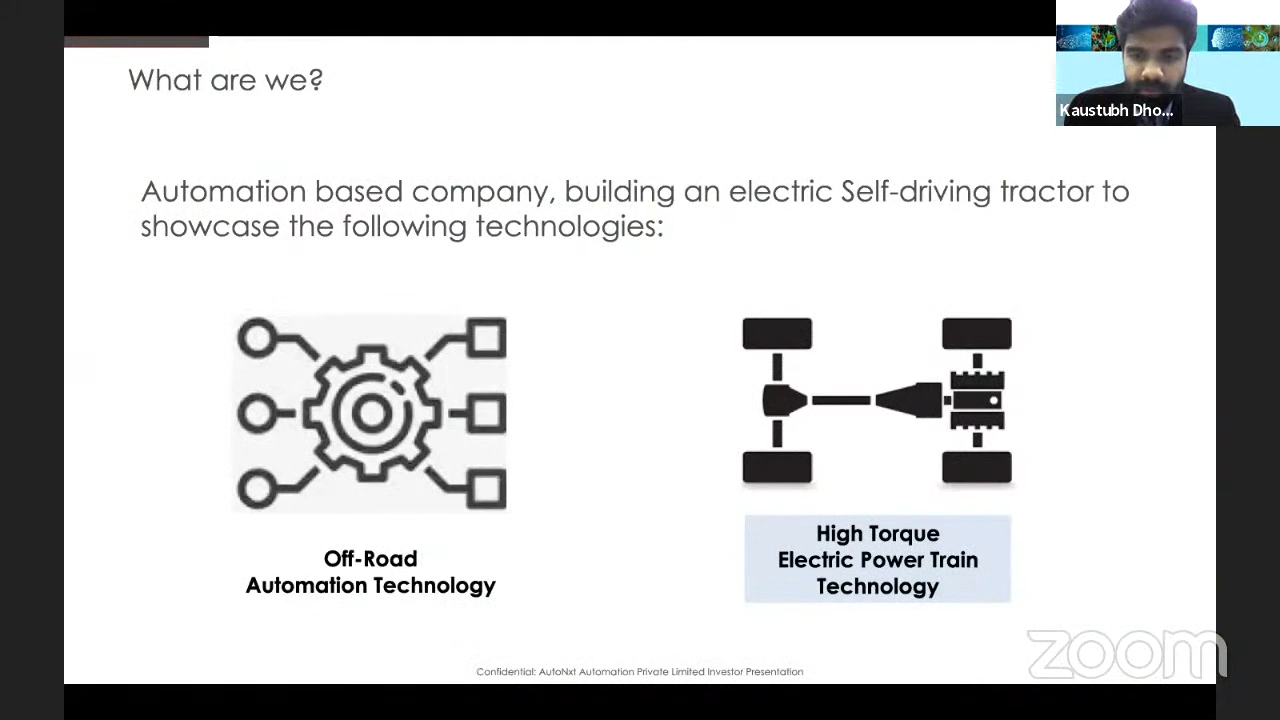 What are we?
Kaustubh Dho...
Automation based company, building an electric Self-driving tractor to
showcase the following technologies:
Off-Road
Automation Technology
High Torque
Electric Power Train
Technology
Confidential: AutoNxt Automation Private Limited Investor Presentation
zoom